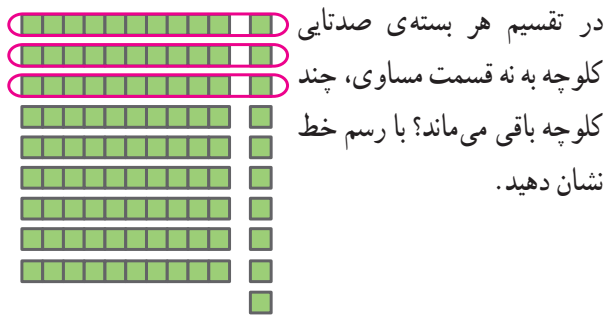 در تقسیم هر بسته‌ی صدتایی
کلوچه به نه قسمت مساوی، چند
کلوچه باقی می‌ماند؟ با رسم خط
نشان دهید.